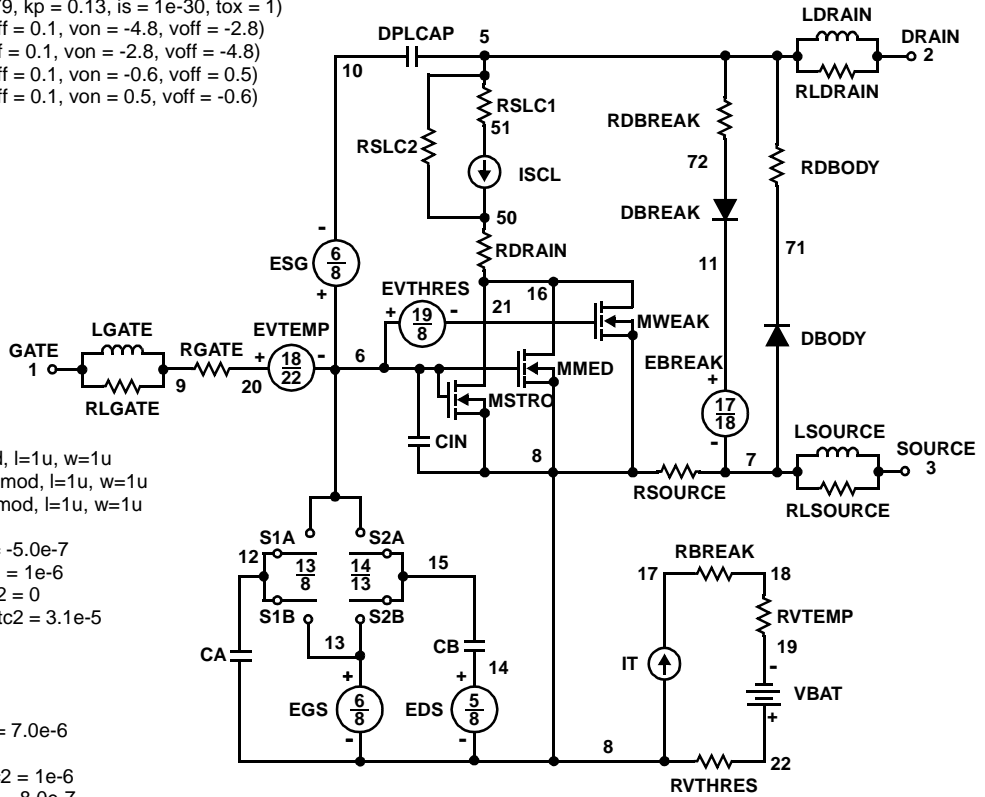 9, kp = 0.13, is = 1e-30, tox = 1)
ff = 0.1, von = -4.8, voff = -2.8)
= 0.1, von = -2.8, voff = -4.8)
ff = 0.1, von = -0.6, voff = 0.5)
ff = 0.1, von = 0.5, voff = -0.6)
DPLCAP
5
10
LDRAIN
DRAIN
2
RLDRAIN
RSLC1
51
RSLC2
ISCL
50
RDRAIN
RDBREAK
72
RDBODY
DBREAK
71
11
ESG
6
8
-
+
EVTHRES
+
19
8
-
21
16
MWEAK
LGATE
GATE
1
RLGATE
9
RGATE
20
EVTEMP
+
18
22
-
6
MMED
MSTRO
EBREAK
+
17
18
-
DBODY
CIN
8
RSOURCE
7
LSOURCE
SOURCE
3
RLSOURCE
, l=1u, w=1u
mod, l=1u, w=1u
mod, l=1u, w=1u
-5.0e-7
= 1e-6
2 = 0
tc2 = 3.1e-5
= 7.0e-6
2 = 1e-6
S1A
S2A
12
13
8
14
13
15
S1B
S2B
13
CA
CB
14
+
EGS
6
8
-
+
EDS
5
8
-
8
RBREAK
17
18
RVTEMP
19
IT
-
VBAT
+
22
RVTHRES